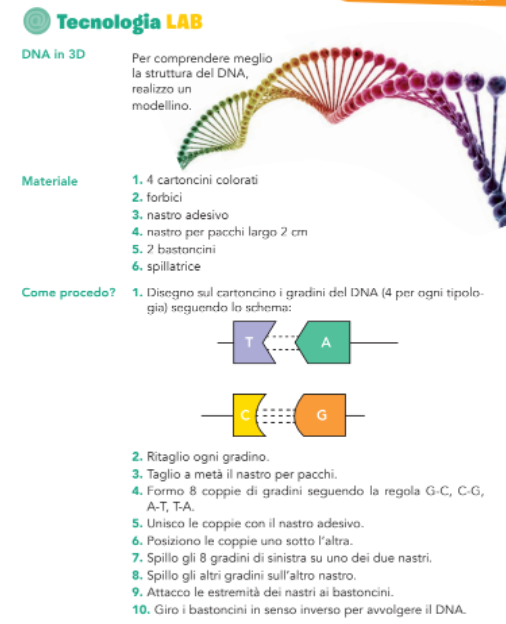 @ Tecnologia LAB
DNA in 3D
Per comprendere meglio
la struttura del DNA,
realizzo un
modellino.
Materiale
1. 4 cartoncini colorati
2. forbici
3. nastro adesivo
4. nastro per pacchi largo 2 cm
5. 2 bastoncini
6. spillatrice
Come procedo?
1. Disegno sul cartoncino i gradini del DNA (4 per ogni tipolo-
gia) seguendo lo schema:
T A
C G
2. Ritaglio ogni gradino.
3. Taglio a metà il nastro per pacchi.
4. Formo 8 coppie di gradini seguendo la regola G-C, C-G,
A-T, T-A.
5. Unisco le coppie con il nastro adesivo.
6. Posiziono le coppie uno sotto l'altra.
7. Spillo gli 8 gradini di sinistra su uno dei due nastri.
8. Spillo gli altri gradini sull'altro nastro.
9. Attacco le estremità dei nastri ai bastoncini.
10. Giro i bastoncini in senso inverso per avvolgere il DNA.